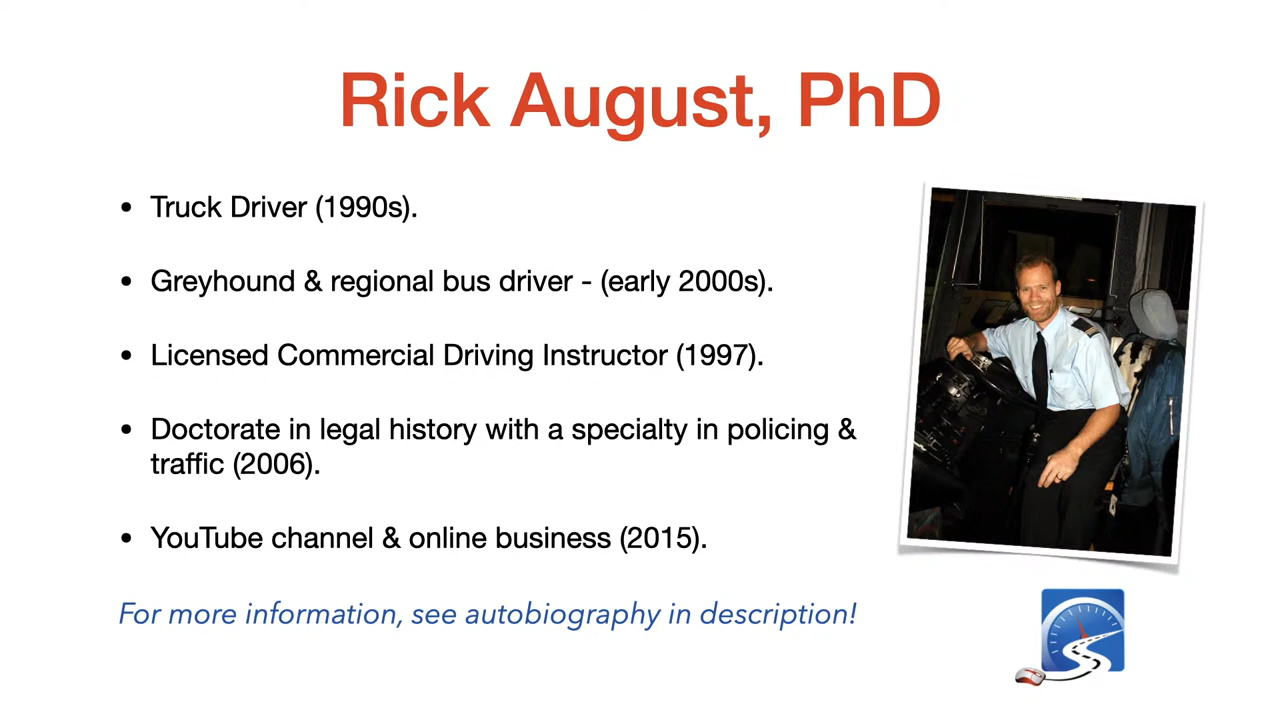 Rick August, PhD
• Truck Driver (1990s).
• Greyhound & regional bus driver - (early 2000s).
• Licensed Commercial Driving Instructor (1997).
• Doctorate in legal history with a specialty in policing &
traffic (2006).
• YouTube channel & online business (2015).
For more information, see autobiography in description!